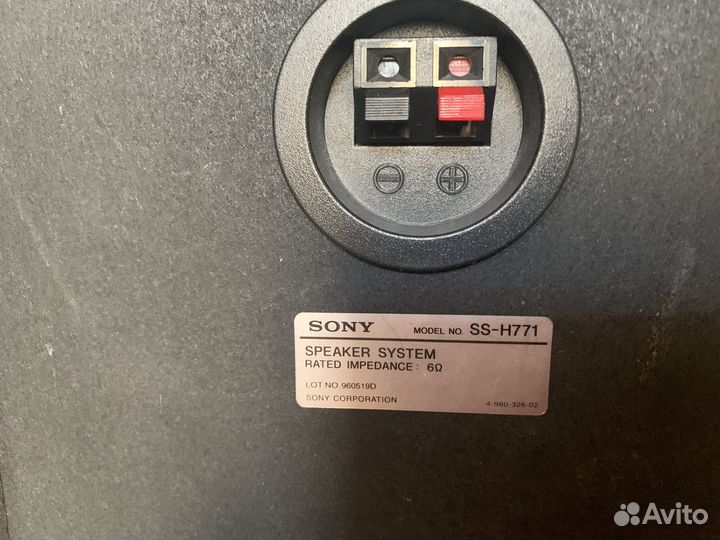 SONY MODEL NO. SS-H771
SPEAKER SYSTEM
RATED IMPEDANCE: 6Ω
LOT NO. 960519D
SONY CORPORATION 4-980-326-02
Avito